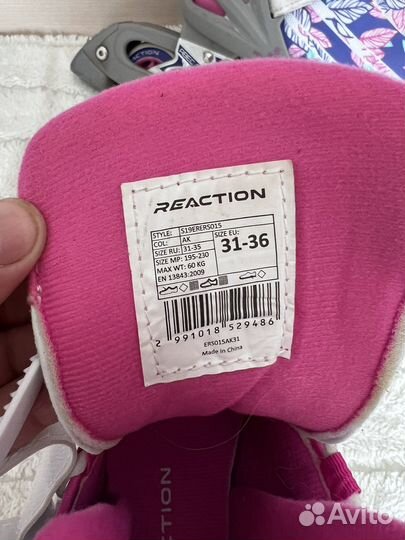 REACTION
REACTION
STYLE: S19ERERS015
COL: AK
SIZE RU: 31-35
SIZE MP: 195-230
MAX WT: 60 KG
EN 13843:2009
SIZE EU:
31-36
2 991018 529486
ERS015AK31
Made in China
REACTION
Avito